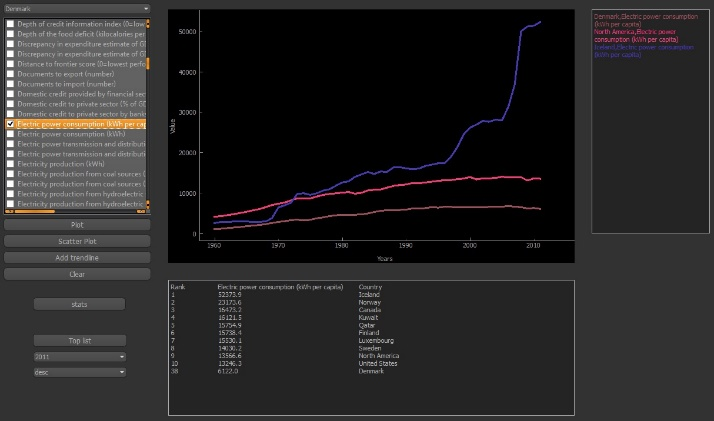 Denmark
Depth of credit information index (0=low
Depth of the food deficit (kilocalories per
Discrepancy in expenditure estimate of G
Discrepancy in expenditure estimate of G
Distance to frontier score (0=lowest perfo
Documents to export (number)
Documents to import (number)
Domestic credit provided by financial sec
Domestic credit to private sector (% of GD
Domestic credit to private sector by bank
Electric power consumption (kWh per cap
Electric power consumption (kWh)
Electric power transmission and distributi
Electric power transmission and distributi
Electricity production (kWh)
Electricity production from coal sources (
Electricity production from coal sources (
Electricity production from hydroelectric
Electricity production from hydroelectric
Plot
Scatter Plot
Add trendline
Clear
stats
Top list
2011
desc
50000
40000
30000
20000
10000
0
Value
1960
1970
1980
1990
2000
2010
Years
Denmark,Electric power consumption
(kWh per capita)
North America,Electric power
consumption (kWh per capita)
Iceland,Electric power consumption
(kWh per capita)
Rank Electric power consumption (kWh per capita) Country
1 52373.9 Iceland
2 23173.6 Norway
3 16473.2 Canada
4 16121.5 Kuwait
5 15754.9 Qatar
6 15738.4 Finland
7 15530.1 Luxembourg
8 14030.2 Sweden
9 13566.6 North America
10 13246.3 United States
38 6122.0 Denmark